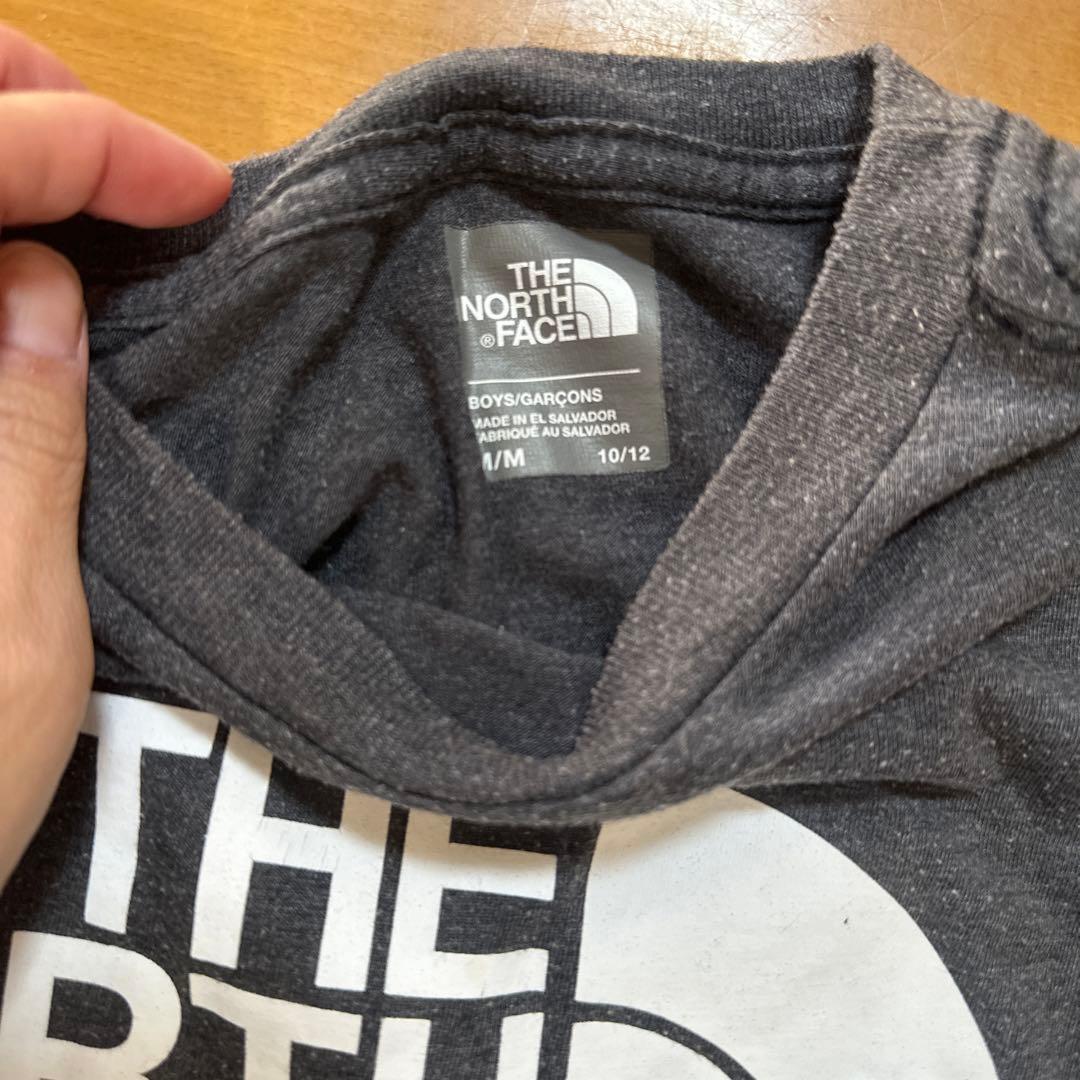 THE
NORTH
®FACE
BOYS/GARÇONS
MADE IN EL SALVADOR
FABRIQUÉ AU SALVADOR
M/M 10/12
THE